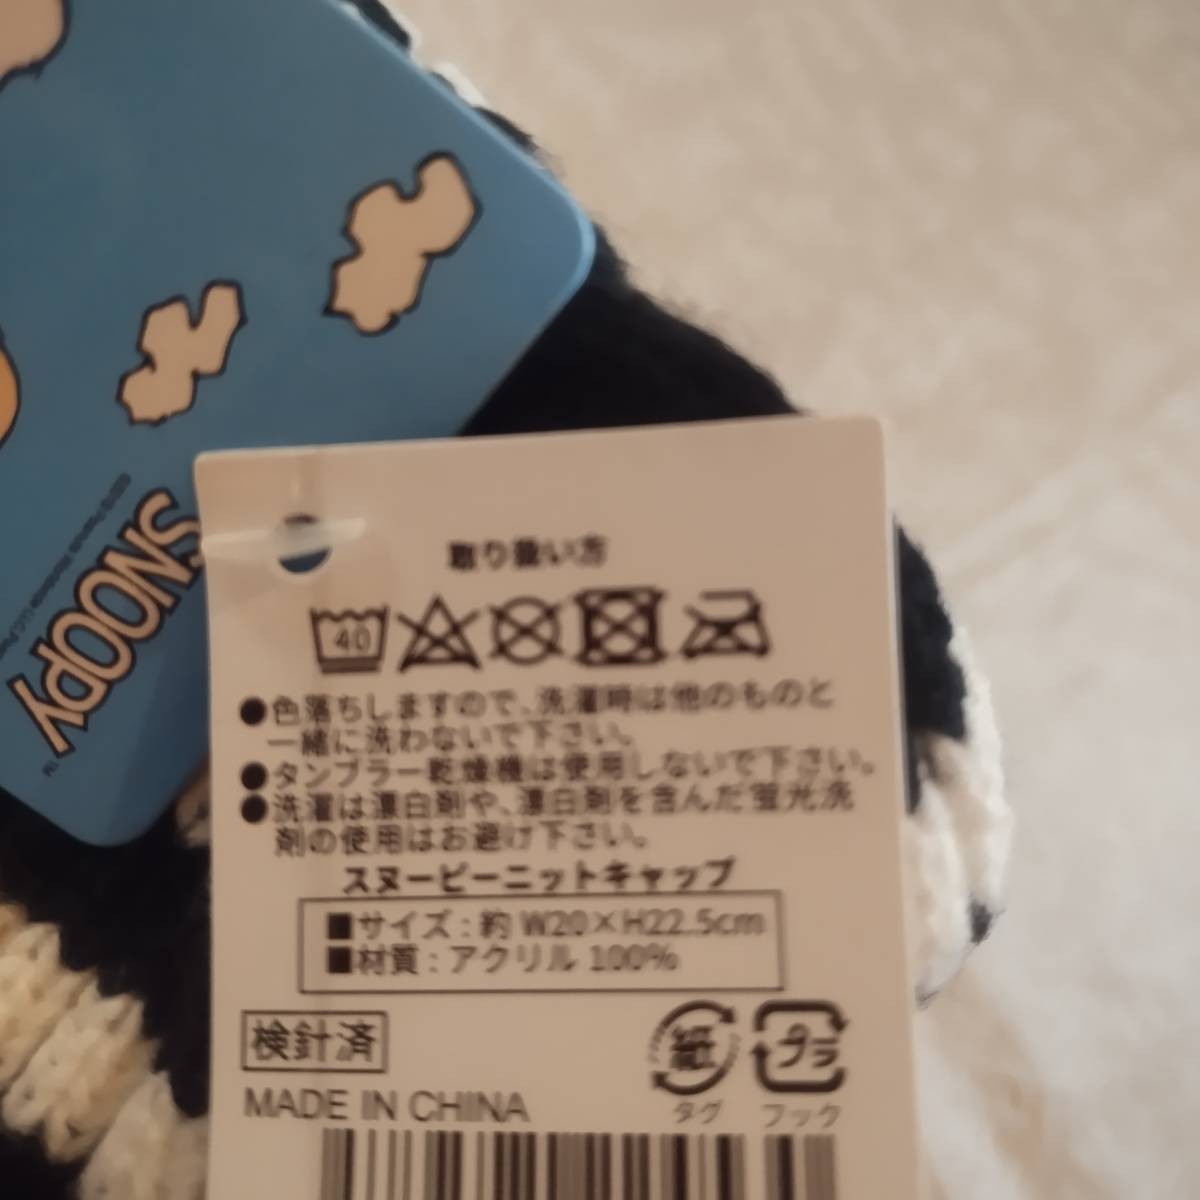 SNOOPY
TM
取り扱い方
40
●色落ちしますので、洗濯時は他のものと
一緒に洗わないで下さい。
●タンブラー乾燥機は使用しないで下さい。
●洗濯は漂白剤や、漂白剤を含んだ蛍光洗
剤の使用はお避け下さい。
スヌーピーニットキャップ
■サイズ：約 W20×H22.5cm
■材質：アクリル 100%
検針済
紙
プラ
タグ
フック
MADE IN CHINA